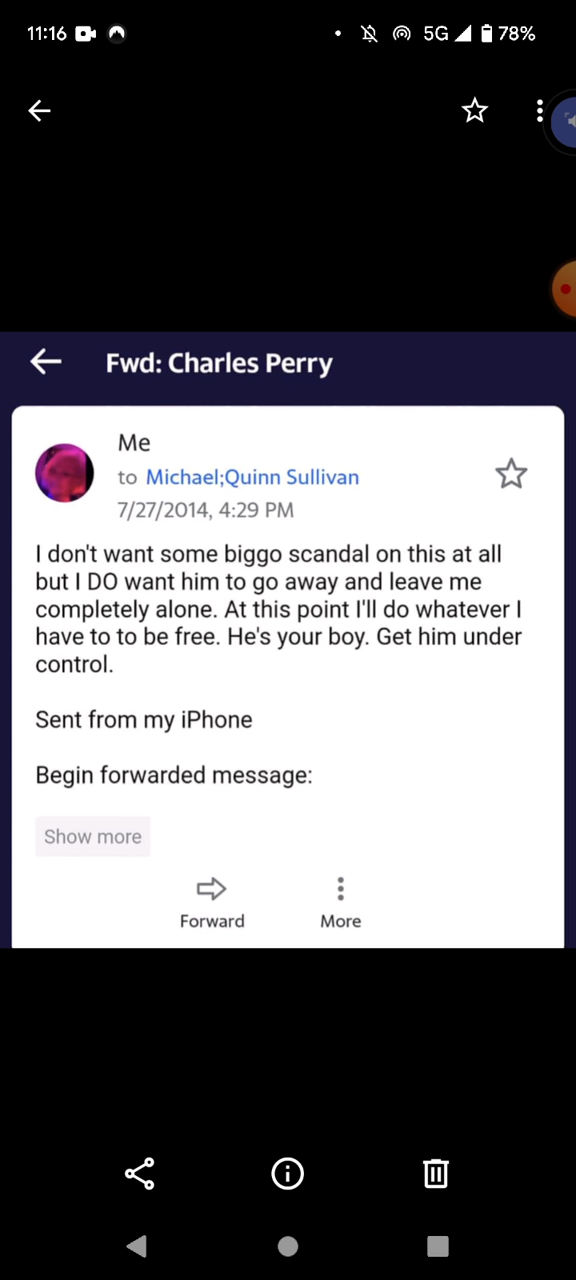 11:16 5G 78%
Fwd: Charles Perry
Me
to Michael;Quinn Sullivan
7/27/2014, 4:29 PM
I don't want some biggo scandal on this at all
but I DO want him to go away and leave me
completely alone. At this point I'll do whatever I
have to to be free. He's your boy. Get him under
control.
Sent from my iPhone
Begin forwarded message:
Show more
Forward More